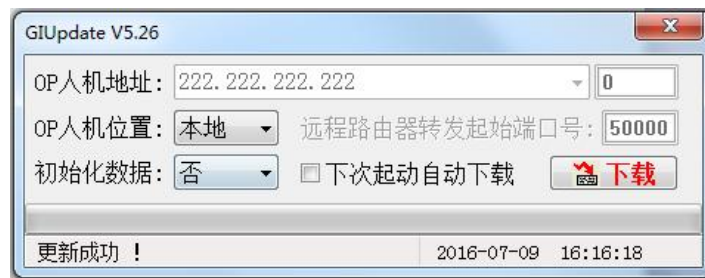 GIUpdate V5.26
OP人机地址: 222.222.222.222 0
OP人机位置: 本地 远程路由器转发起始端口号: 50000
初始化数据: 否 下次起动自动下载 下载
更新成功 ! 2016-07-09 16:16:18